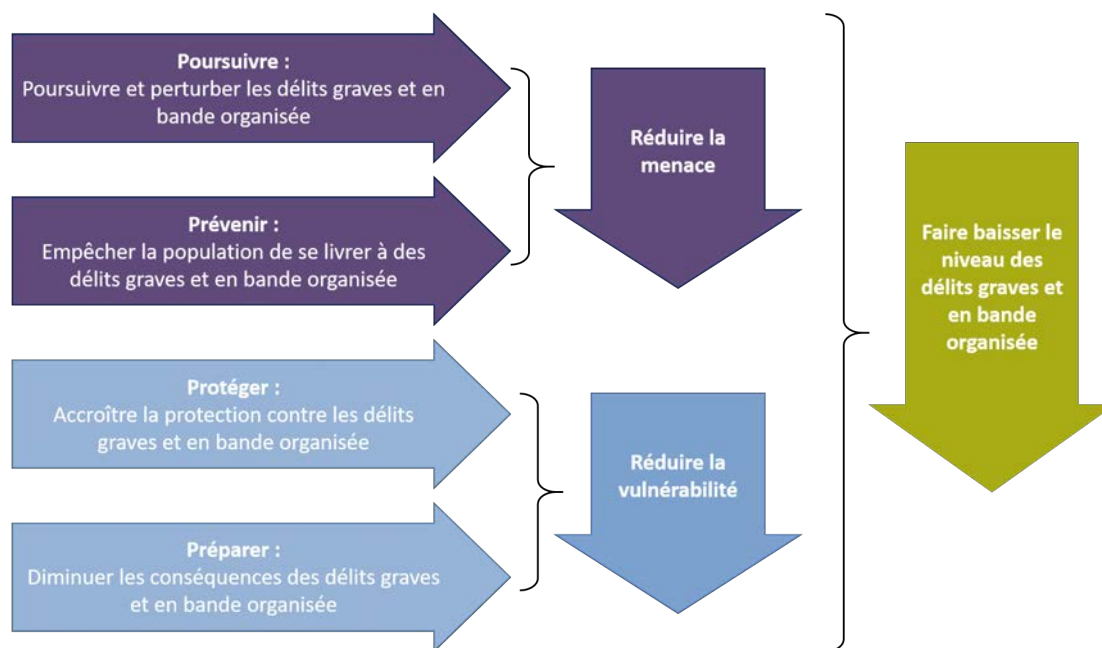 Poursuivre :
Poursuivre et perturber les délits graves et en
bande organisée
Prévenir :
Empêcher la population de se livrer à des
délits graves et en bande organisée
Réduire la
menace
Protéger :
Accroître la protection contre les délits
graves et en bande organisée
Préparer :
Diminuer les conséquences des délits graves
et en bande organisée
Réduire la
vulnérabilité
Faire baisser le
niveau des
délits graves et
en bande
organisée